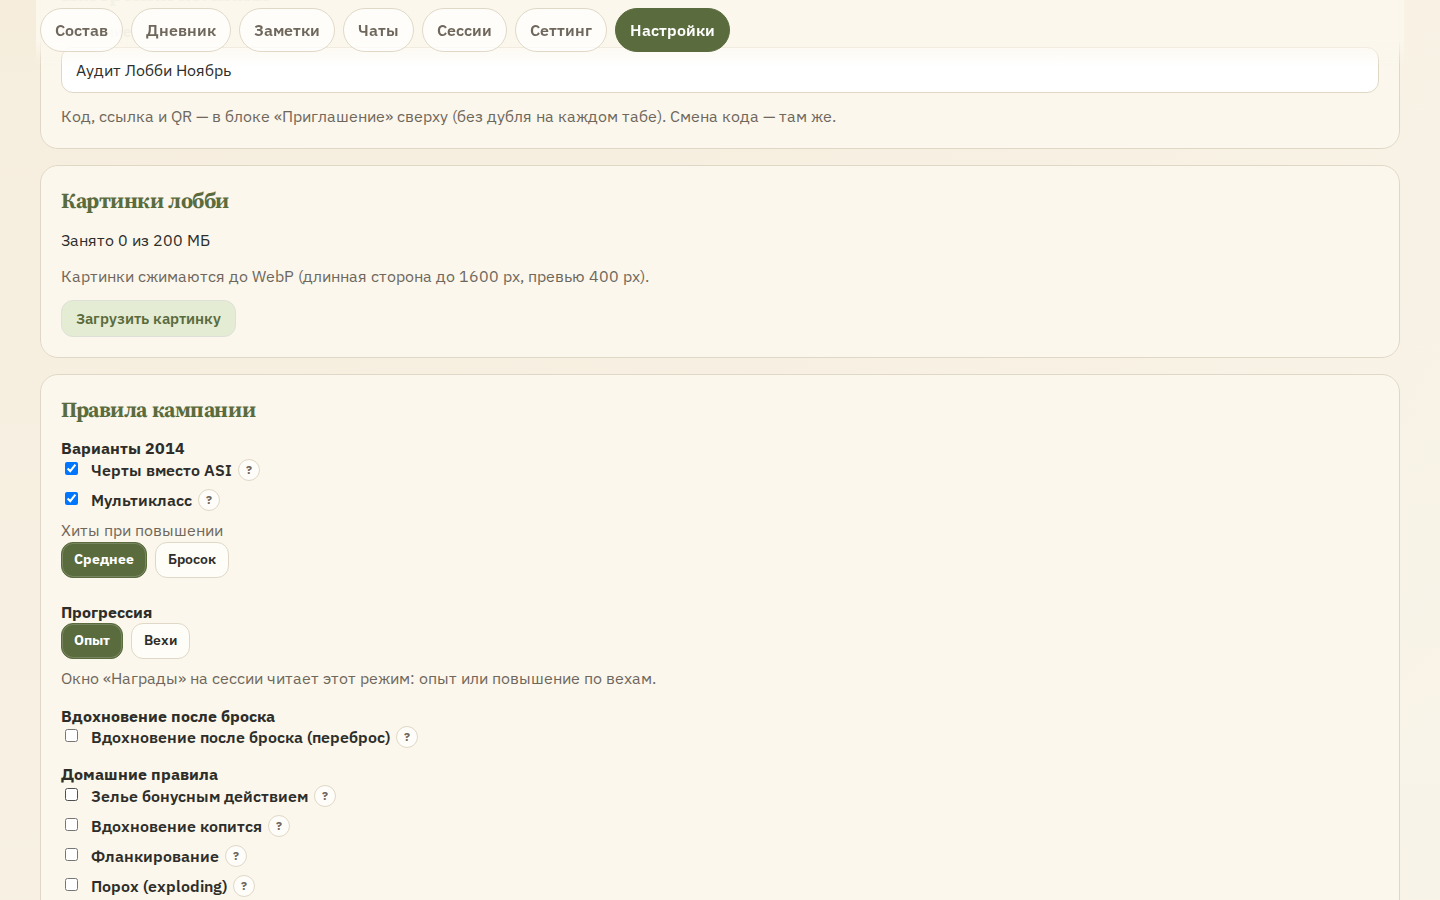 Состав Дневник Заметки Чаты Сессии Сеттинг Настройки
Аудит Лобби Ноябрь
Код, ссылка и QR — в блоке «Приглашение» сверху (без дубля на каждом табе). Смена кода — там же.
Картинки лобби
Занято 0 из 200 МБ
Картинки сжимаются до WebP (длинная сторона до 1600 px, превью 400 px).
Загрузить картинку
Правила кампании
Варианты 2014
Черты вместо ASI ?
Мультикласс ?
Хиты при повышении
Среднее Бросок
Прогрессия
Опыт Вехи
Окно «Награды» на сессии читает этот режим: опыт или повышение по вехам.
Вдохновение после броска
Вдохновение после броска (переброс) ?
Домашние правила
Зелье бонусным действием ?
Вдохновение копится ?
Фланкирование ?
Порох (exploding) ?